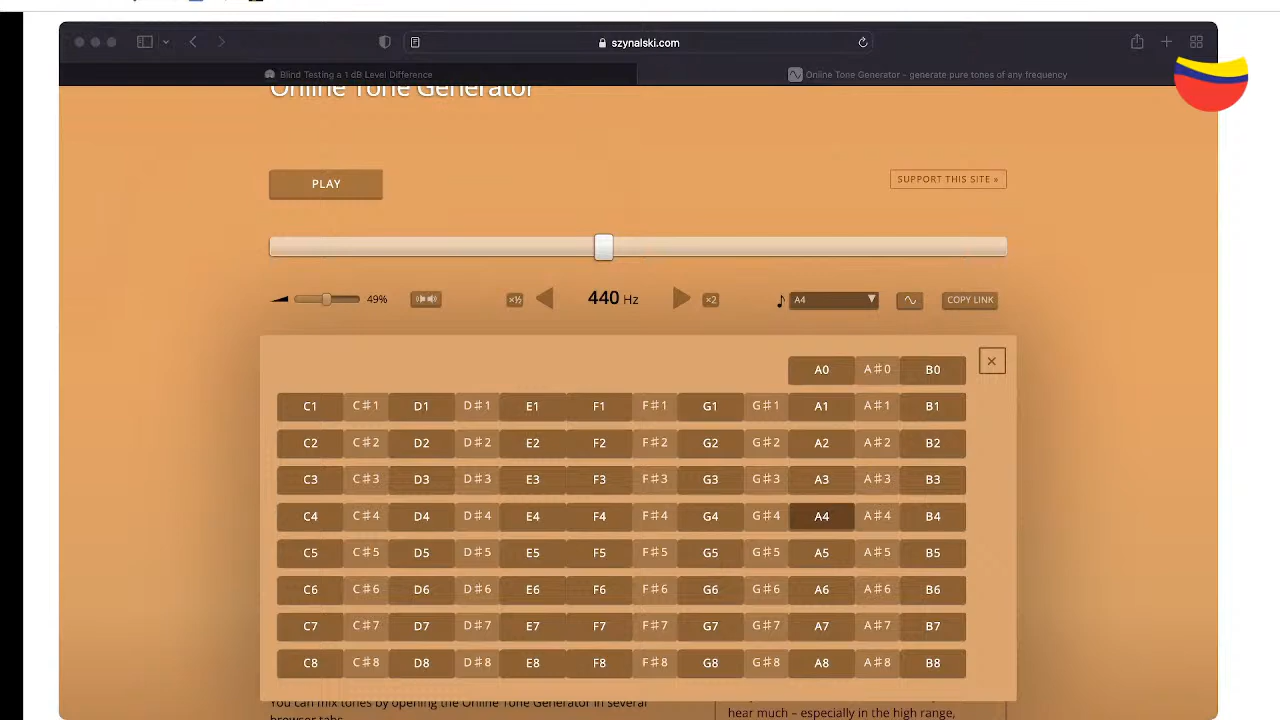 szynalski.com
Blind Testing a 1 dB Level Difference
Online Tone Generator – generate pure tones of any frequency
Online Tone Generator
PLAY
SUPPORT THIS SITE »
49%
×½
440 Hz
×2
A4
COPY LINK
A0 A♯0 B0
C1 C♯1 D1 D♯1 E1 F1 F♯1 G1 G♯1 A1 A♯1 B1
C2 C♯2 D2 D♯2 E2 F2 F♯2 G2 G♯2 A2 A♯2 B2
C3 C♯3 D3 D♯3 E3 F3 F♯3 G3 G♯3 A3 A♯3 B3
C4 C♯4 D4 D♯4 E4 F4 F♯4 G4 G♯4 A4 A♯4 B4
C5 C♯5 D5 D♯5 E5 F5 F♯5 G5 G♯5 A5 A♯5 B5
C6 C♯6 D6 D♯6 E6 F6 F♯6 G6 G♯6 A6 A♯6 B6
C7 C♯7 D7 D♯7 E7 F7 F♯7 G7 G♯7 A7 A♯7 B7
C8 C♯8 D8 D♯8 E8 F8 F♯8 G8 G♯8 A8 A♯8 B8
You can mix tones by opening the Online Tone Generator in several
browser tabs.
hear much – especially in the high range,